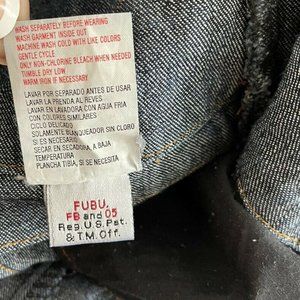 WASH SEPARATELY BEFORE WEARING
WASH GARMENT INSIDE OUT
MACHINE WASH COLD WITH LIKE COLORS
GENTLE CYCLE
ONLY NON-CHLORINE BLEACH WHEN NEEDED
TUMBLE DRY LOW
WARM IRON IF NECESSARY
LAVAR POR SEPARADO ANTES DE USAR
LAVAR LA PRENDA AL REVES
LAVAR EN LAVADORA CON AGUA FRIA
CON COLORES SIMILARES
CICLO DELICADO
SOLAMENTE BLANQUEADOR SIN CLORO
SI ES NECESARIO
SECAR EN SECADORA A BAJA
TEMPERATURA
PLANCHA TIBIA, SI SE NECESITA
FUBU,
FB and 05
Reg. U.S. Pat.
& T.M. Off.